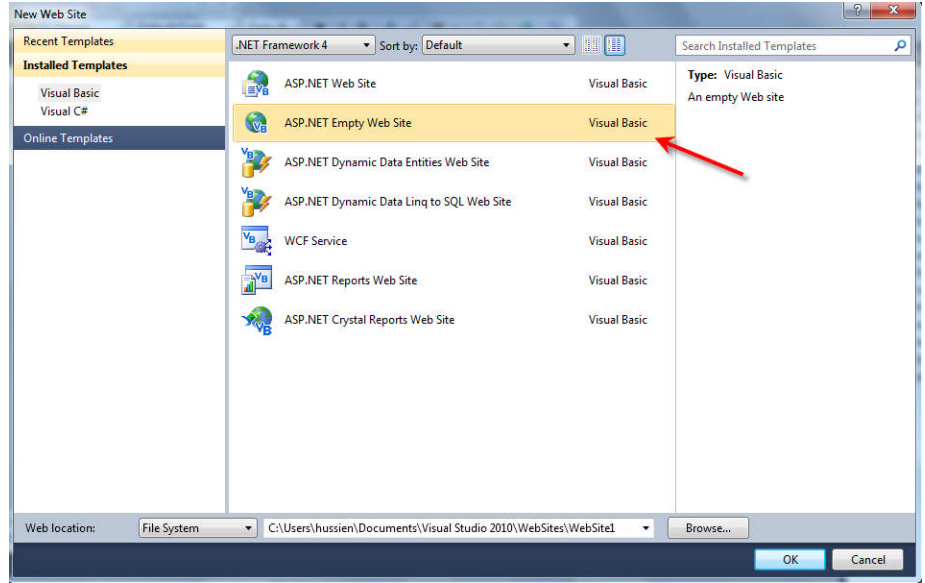 New Web Site
Recent Templates
.NET Framework 4 Sort by: Default Search Installed Templates
Installed Templates
Visual Basic
Visual C#
Online Templates
ASP.NET Web Site Visual Basic
ASP.NET Empty Web Site Visual Basic
ASP.NET Dynamic Data Entities Web Site Visual Basic
ASP.NET Dynamic Data Linq to SQL Web Site Visual Basic
WCF Service Visual Basic
ASP.NET Reports Web Site Visual Basic
ASP.NET Crystal Reports Web Site Visual Basic
Type: Visual Basic
An empty Web site
Web location: File System C:\Users\hussien\Documents\Visual Studio 2010\WebSites\WebSite1 Browse...
OK Cancel